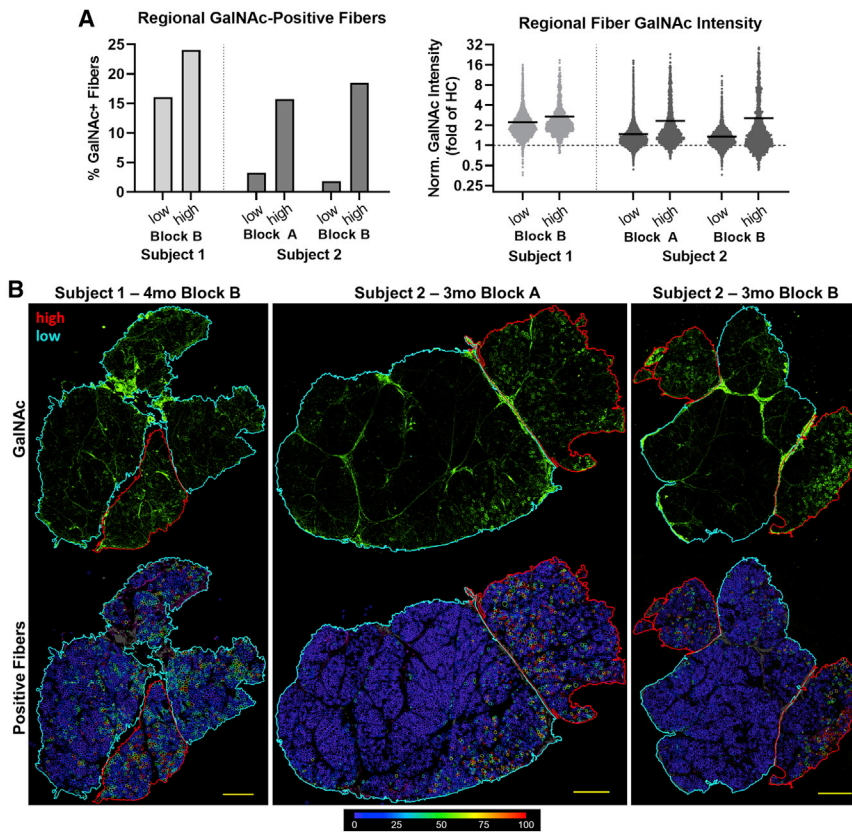 A
Regional GalNAc-Positive Fibers
% GalNAc+ Fibers
25
20
15
10
5
0
low
high
low
high
low
high
Block B
Block A
Block B
Subject 1
Subject 2
Regional Fiber GalNAc Intensity
Norm. GalNAc Intensity
(fold of HC)
32
16
8
4
2
1
0.5
0.25
low
high
low
high
low
high
Block B
Block A
Block B
Subject 1
Subject 2
B
Subject 1 – 4mo Block B
Subject 2 – 3mo Block A
Subject 2 – 3mo Block B
high
low
GalNAc
Positive Fibers
0 25 50 75 100